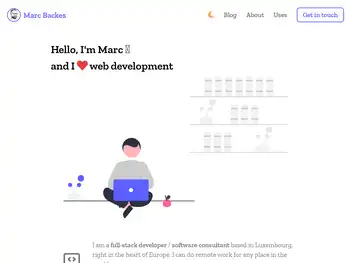 Marc Backes
Blog
About
Uses
Get in touch
Hello, I'm Marc
and I ❤ web development
I am a full-stack developer / software consultant based in Luxembourg,
right in the heart of Europe. I can do remote work for any place in the